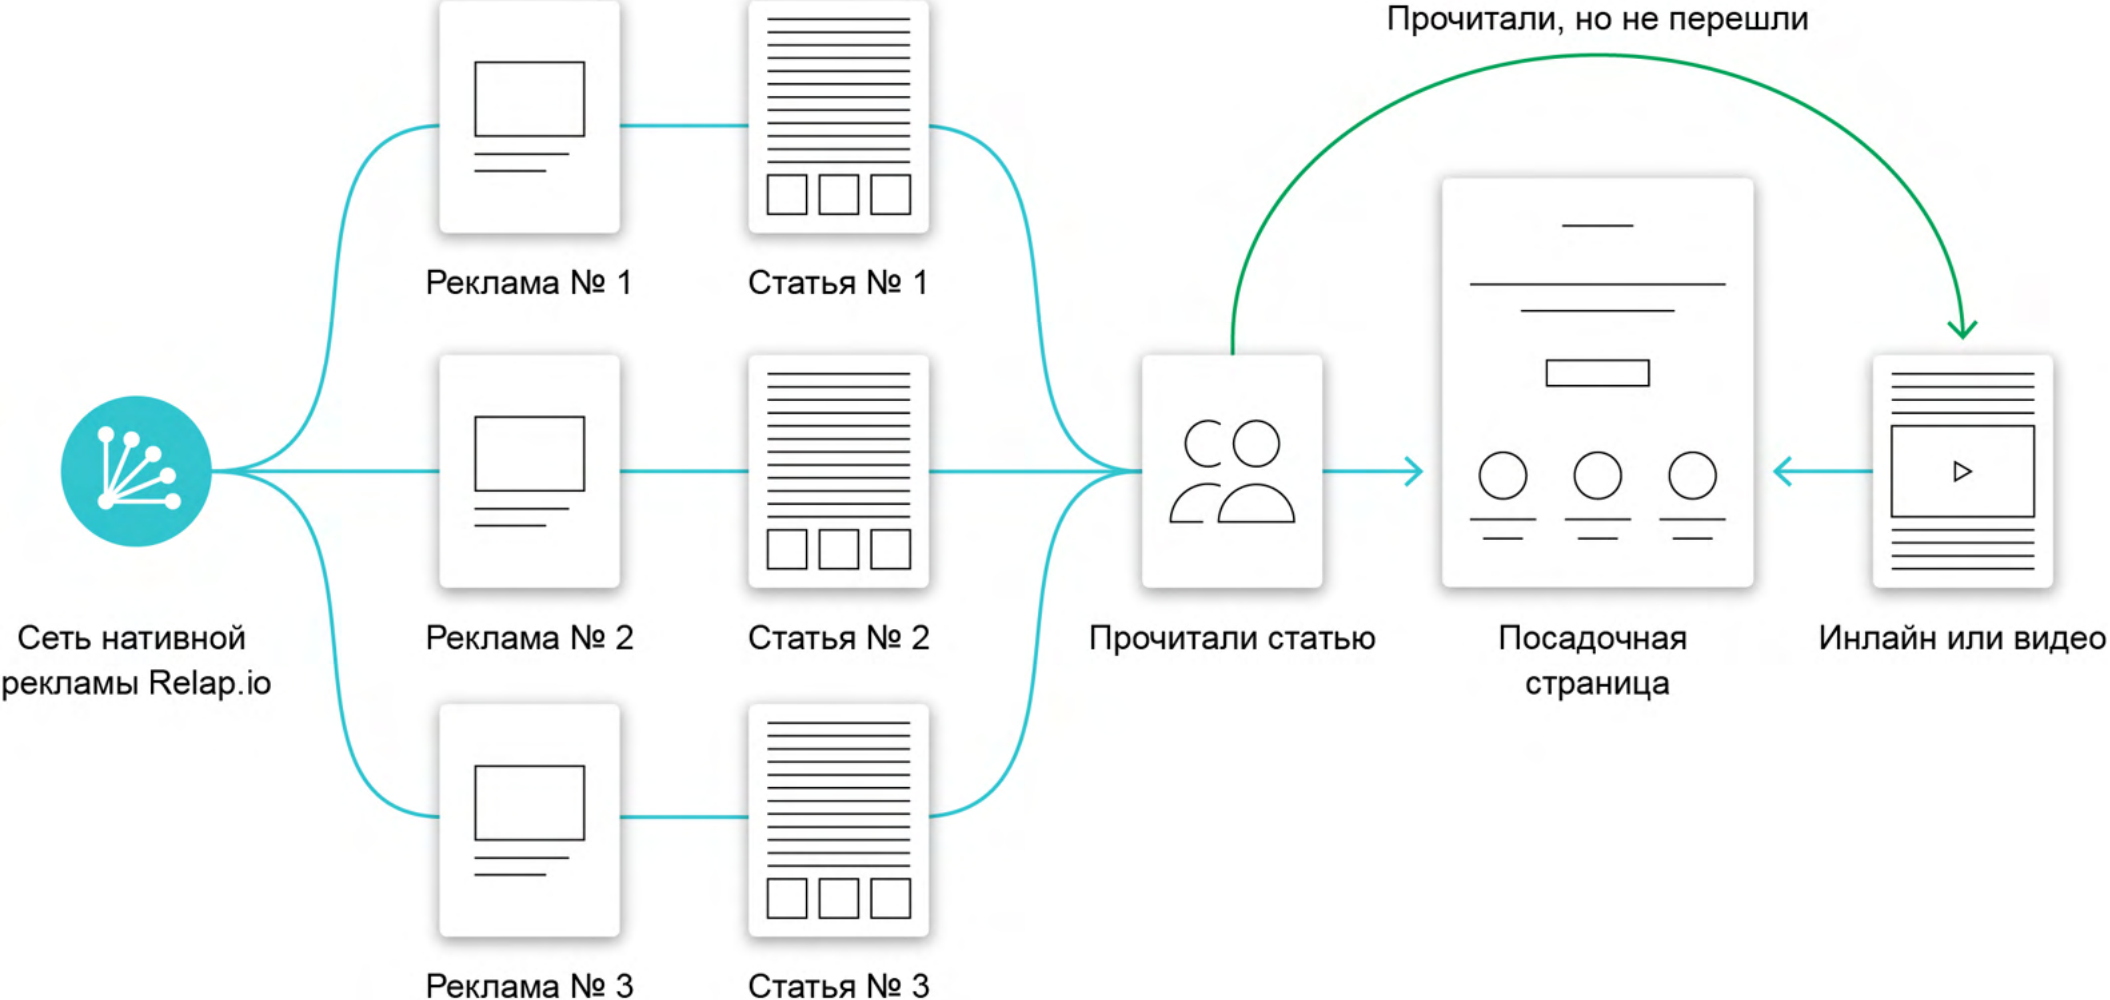 Прочитали, но не перешли
Реклама № 1
Статья № 1
Сеть нативной
рекламы Relap.io
Реклама № 2
Статья № 2
Прочитали статью
Посадочная
страница
Инлайн или видео
Реклама № 3
Статья № 3